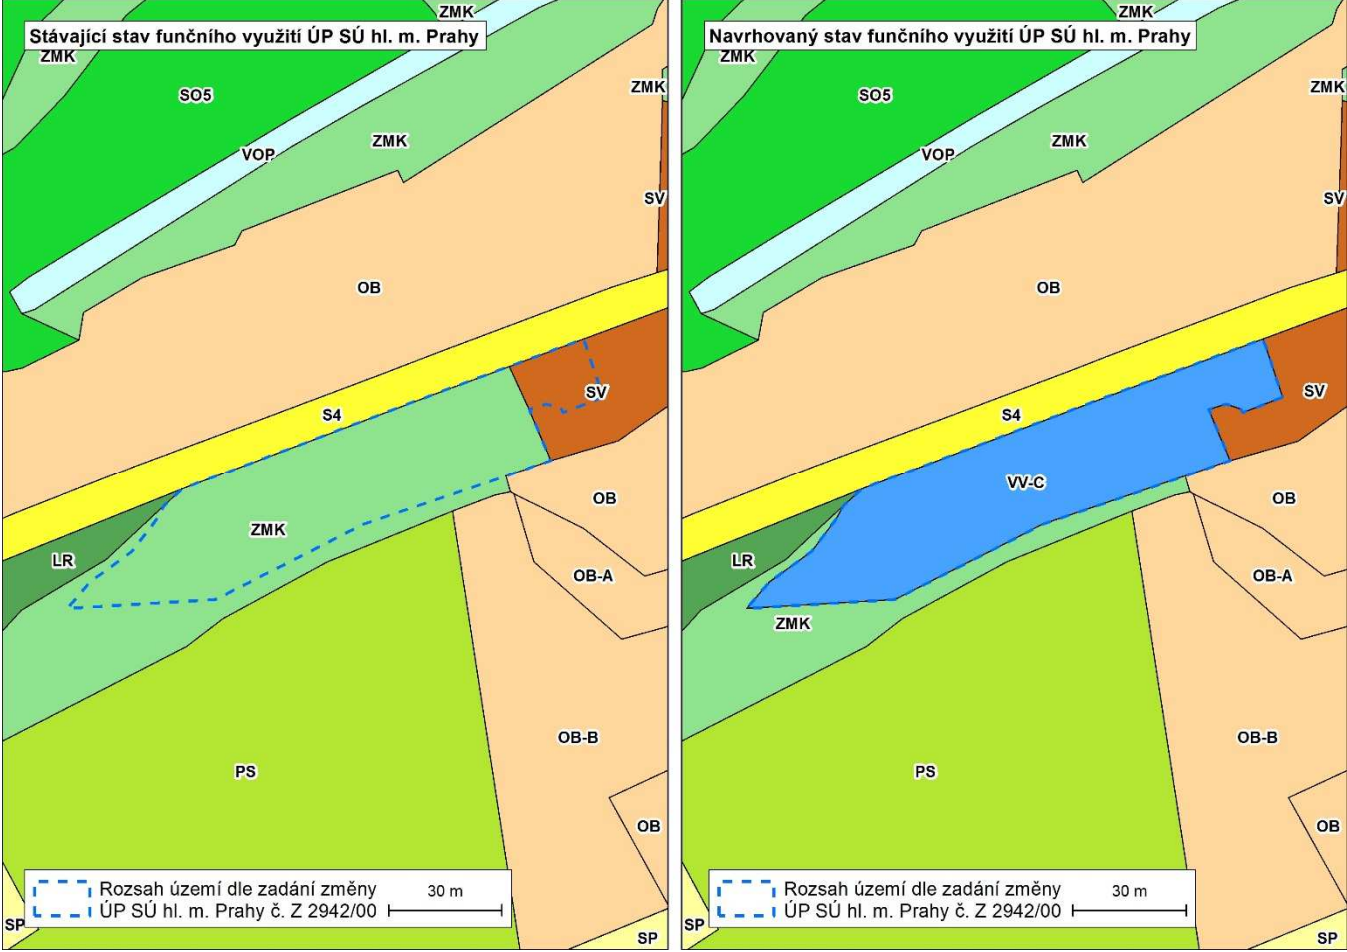 Stávající stav funčního využití ÚP SÚ hl. m. Prahy
ZMK
ZMK
SO5
ZMK
ZMK
VOP
SV
OB
SV
S4
OB
ZMK
LR
OB-A
OB-B
PS
OB
Rozsah území dle zadání změny
ÚP SÚ hl. m. Prahy č. Z 2942/00
30 m
SP
SP
Navrhovaný stav funčního využití ÚP SÚ hl. m. Prahy
ZMK
ZMK
SO5
ZMK
ZMK
VOP
SV
OB
SV
S4
VV-C
OB
LR
OB-A
ZMK
OB-B
PS
OB
Rozsah území dle zadání změny
ÚP SÚ hl. m. Prahy č. Z 2942/00
30 m
SP